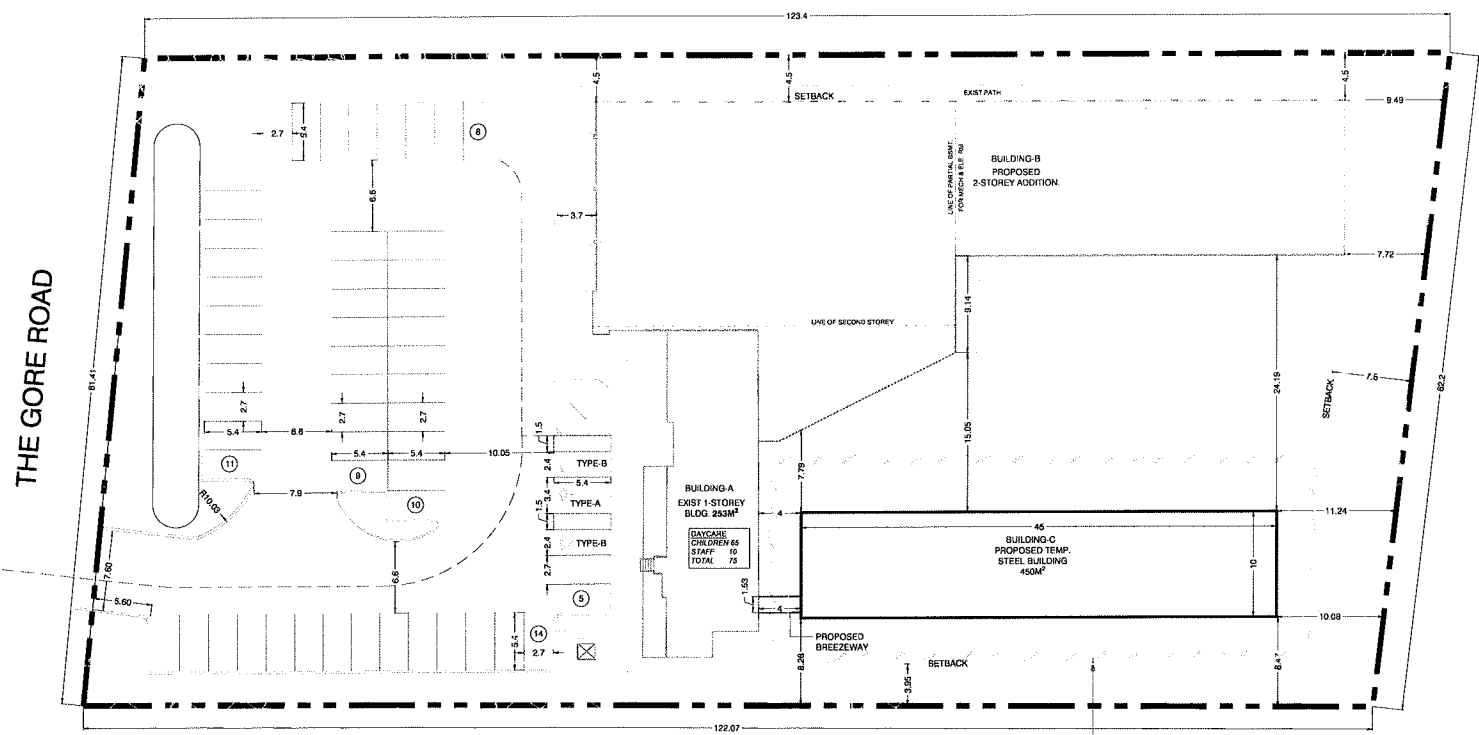 123.4
4.5
4.5
4.5
SETBACK
EXIST PATH
9.49
2.7
5.4
8
BUILDING-B
PROPOSED
2-STOREY ADDITION.
LINE OF PARTIAL BSMT.
FOR MECH & ELE. RM
6.6
3.7
7.72
THE GORE ROAD
9.14
LINE OF SECOND STOREY
24.19
7.5
SETBACK
62.2
2.7
2.7
2.7
5.4
6.6
15.05
1.5
5.4
5.4
10.05
2.4
TYPE-B
11
9
5.4
7.79
7.9
R10.03
10
3.4
TYPE-A
1.5
BUILDING-A
EXIST 1-STOREY
BLDG. 253M²
4
45
11.24
BUILDING-C
PROPOSED TEMP.
STEEL BUILDING
450M²
10
DAYCARE
CHILDREN 65
STAFF 10
TOTAL 75
2.4
TYPE-B
6.6
7.60
2.7
5.60
5
1.53
4
10.08
14
5.4
2.7
PROPOSED
BREEZEWAY
8.26
8.47
SETBACK
3.95
122.07